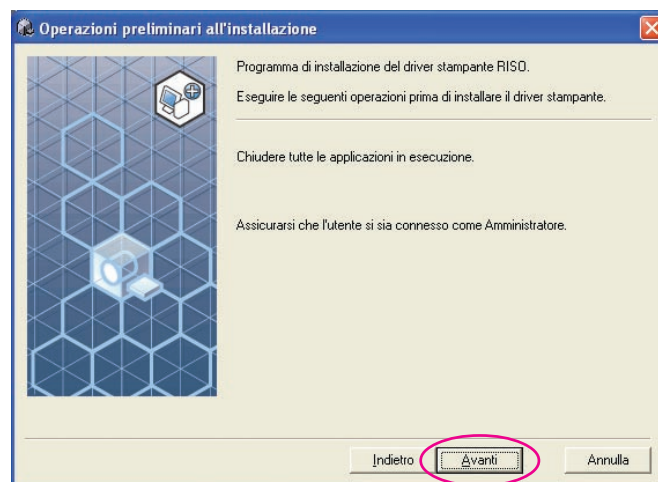 Operazioni preliminari all'installazione
Programma di installazione del driver stampante RISO.
Eseguire le seguenti operazioni prima di installare il driver stampante.
Chiudere tutte le applicazioni in esecuzione.
Assicurarsi che l'utente si sia connesso come Amministratore.
Indietro Avanti Annulla